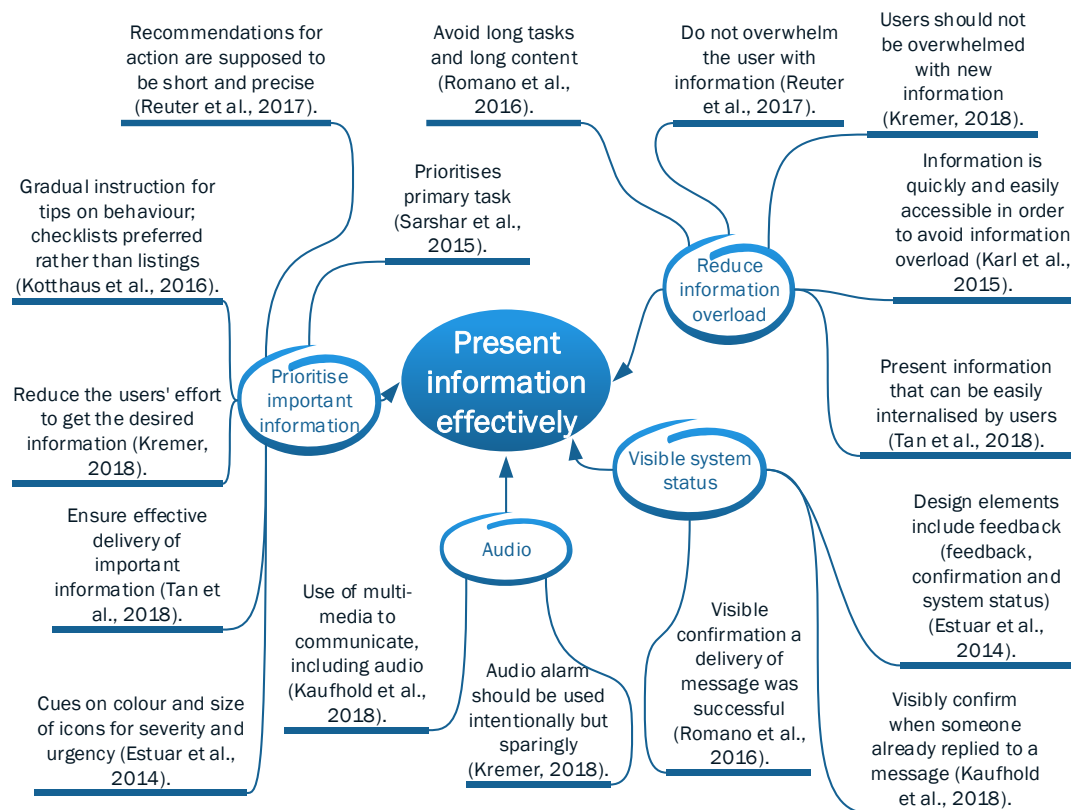 Recommendations for
action are supposed to
be short and precise
(Reuter et al., 2017).
Avoid long tasks
and long content
(Romano et al.,
2016).
Do not overwhelm
the user with
information (Reuter
et al., 2017).
Users should not
be overwhelmed
with new
information
(Kremer, 2018).
Gradual instruction for
tips on behaviour;
checklists preferred
rather than listings
(Kotthaus et al., 2016).
Prioritises
primary task
(Sarshar et al.,
2015).
Information is
quickly and easily
accessible in order
to avoid information
overload (Karl et al.,
2015).
Reduce
information
overload
Present
information
effectively
Prioritise
important
information
Reduce the users' effort
to get the desired
information (Kremer,
2018).
Present information
that can be easily
internalised by users
(Tan et al., 2018).
Visible system
status
Ensure effective
delivery of
important
information (Tan et
al., 2018).
Audio
Design elements
include feedback
(feedback,
confirmation and
system status)
(Estuar et al.,
2014).
Use of multi-
media to
communicate,
including audio
(Kaufhold et al.,
2018).
Visible
confirmation a
delivery of
message was
successful
(Romano et al.,
2016).
Audio alarm
should be used
intentionally but
sparingly
(Kremer, 2018).
Cues on colour and size
of icons for severity and
urgency (Estuar et al.,
2014).
Visibly confirm
when someone
already replied to a
message (Kaufhold
et al., 2018).